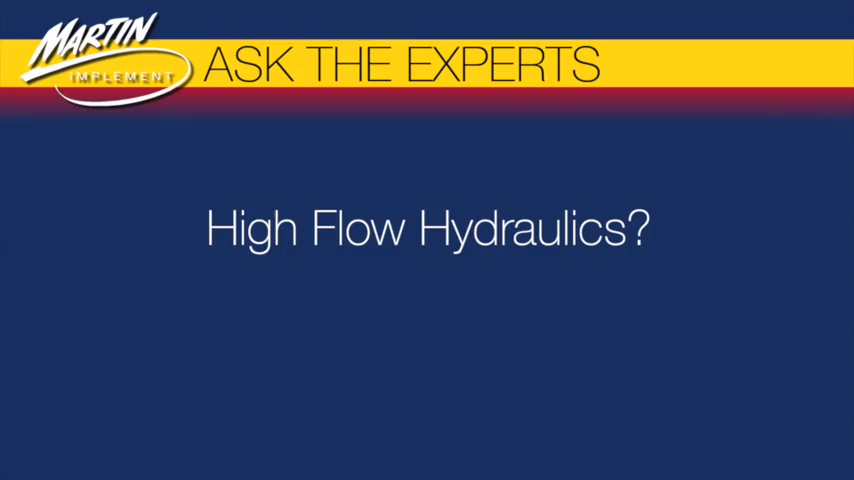 MARTIN
IMPLEMENT
ASK THE EXPERTS
High Flow Hydraulics?